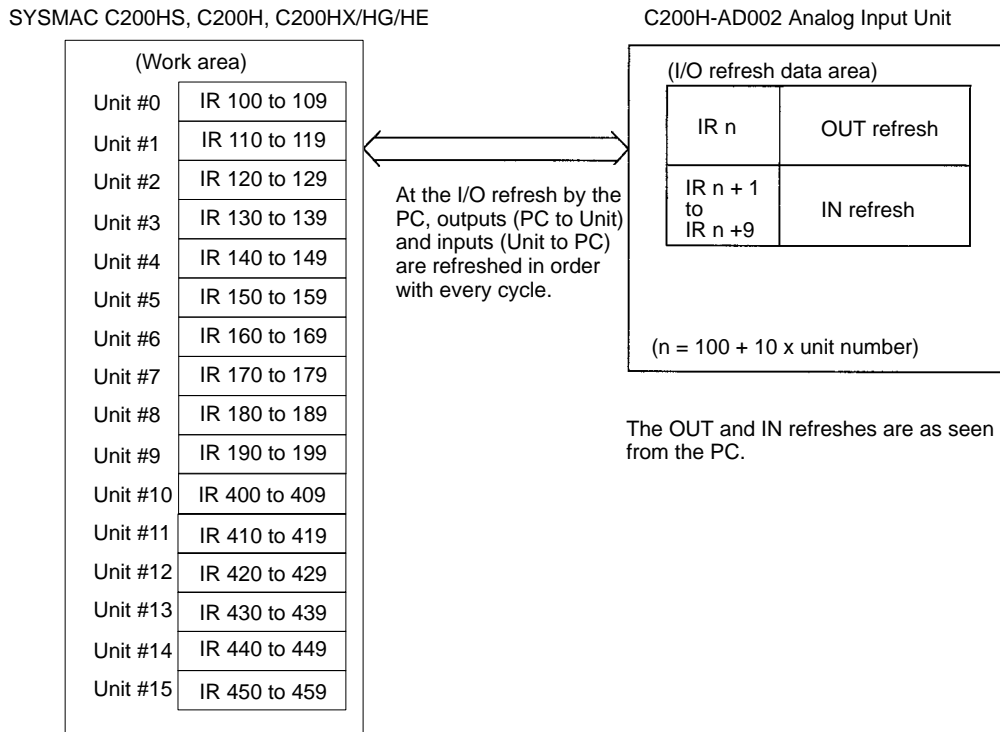 SYSMAC C200HS, C200H, C200HX/HG/HE
(Work area)
Unit #0 IR 100 to 109
Unit #1 IR 110 to 119
Unit #2 IR 120 to 129
Unit #3 IR 130 to 139
Unit #4 IR 140 to 149
Unit #5 IR 150 to 159
Unit #6 IR 160 to 169
Unit #7 IR 170 to 179
Unit #8 IR 180 to 189
Unit #9 IR 190 to 199
Unit #10 IR 400 to 409
Unit #11 IR 410 to 419
Unit #12 IR 420 to 429
Unit #13 IR 430 to 439
Unit #14 IR 440 to 449
Unit #15 IR 450 to 459
At the I/O refresh by the
PC, outputs (PC to Unit)
and inputs (Unit to PC)
are refreshed in order
with every cycle.
C200H-AD002 Analog Input Unit
(I/O refresh data area)
IR n OUT refresh
IR n + 1
to
IR n +9
IN refresh
(n = 100 + 10 x unit number)
The OUT and IN refreshes are as seen
from the PC.